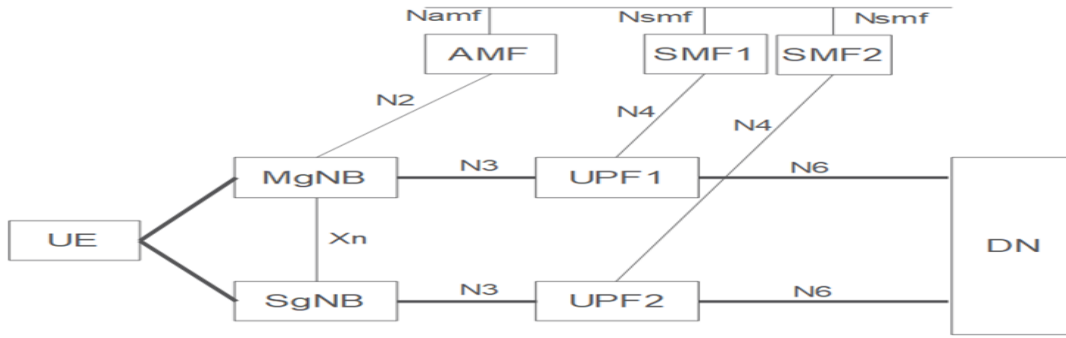 Namf Nsmf Nsmf
AMF SMF1 SMF2
N2 N4 N4
MgNB N3 UPF1 N6
UE Xn DN
SgNB N3 UPF2 N6